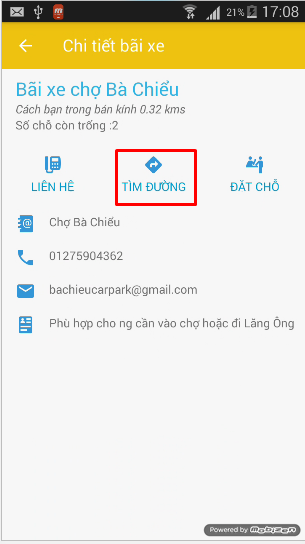 21% 17:08
Chi tiết bãi xe
Bãi xe chợ Bà Chiểu
Cách bạn trong bán kính 0.32 kms
Số chỗ còn trống :2
LIÊN HỆ TÌM ĐƯỜNG ĐẶT CHỖ
Chợ Bà Chiểu
01275904362
bachieucarpark@gmail.com
Phù hợp cho ng cần vào chợ hoặc đi Lăng Ông
Powered by mobizen